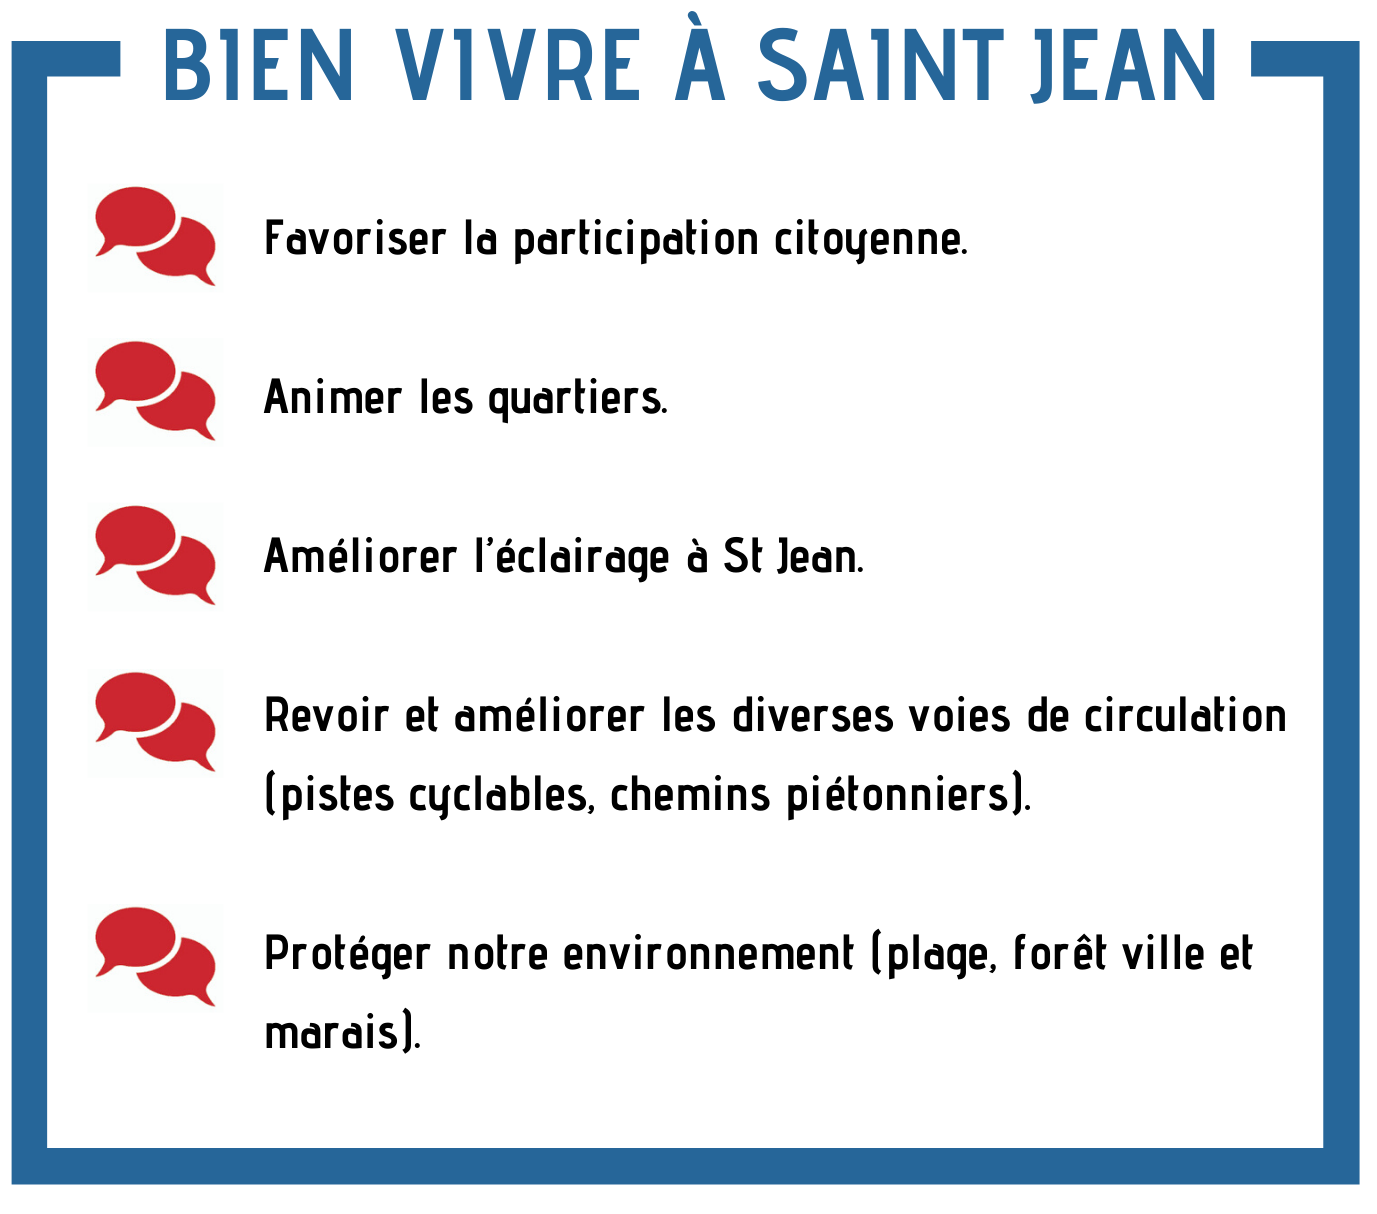 BIEN VIVRE À SAINT JEAN
Favoriser la participation citoyenne.
Animer les quartiers.
Améliorer l'éclairage à St Jean.
Revoir et améliorer les diverses voies de circulation
(pistes cyclables, chemins piétonniers).
Protéger notre environnement (plage, forêt ville et
marais).